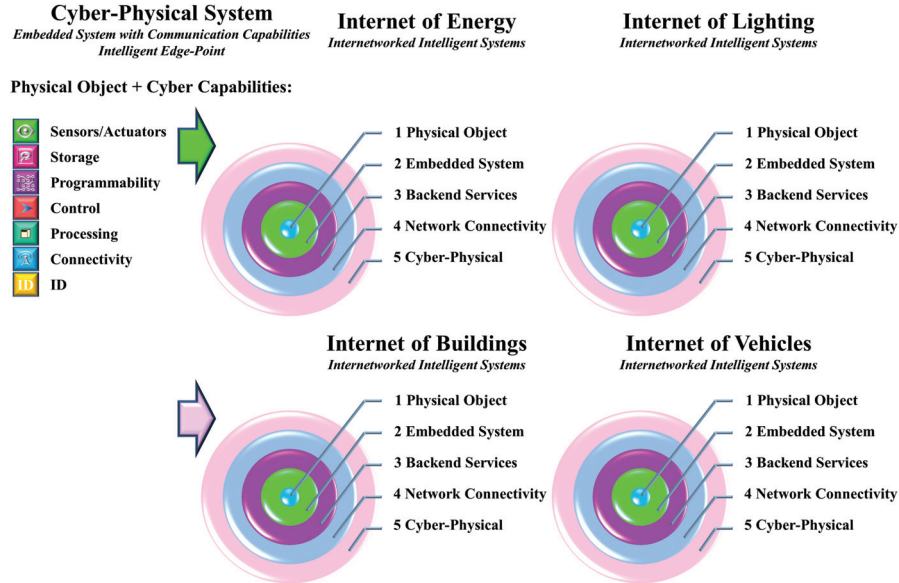 Cyber-Physical System
Embedded System with Communication Capabilities
Intelligent Edge-Point
Physical Object + Cyber Capabilities:
Sensors/Actuators
Storage
Programmability
Control
Processing
Connectivity
ID ID
Internet of Energy
Internetworked Intelligent Systems
1 Physical Object
2 Embedded System
3 Backend Services
4 Network Connectivity
5 Cyber-Physical
Internet of Lighting
Internetworked Intelligent Systems
1 Physical Object
2 Embedded System
3 Backend Services
4 Network Connectivity
5 Cyber-Physical
Internet of Buildings
Internetworked Intelligent Systems
1 Physical Object
2 Embedded System
3 Backend Services
4 Network Connectivity
5 Cyber-Physical
Internet of Vehicles
Internetworked Intelligent Systems
1 Physical Object
2 Embedded System
3 Backend Services
4 Network Connectivity
5 Cyber-Physical